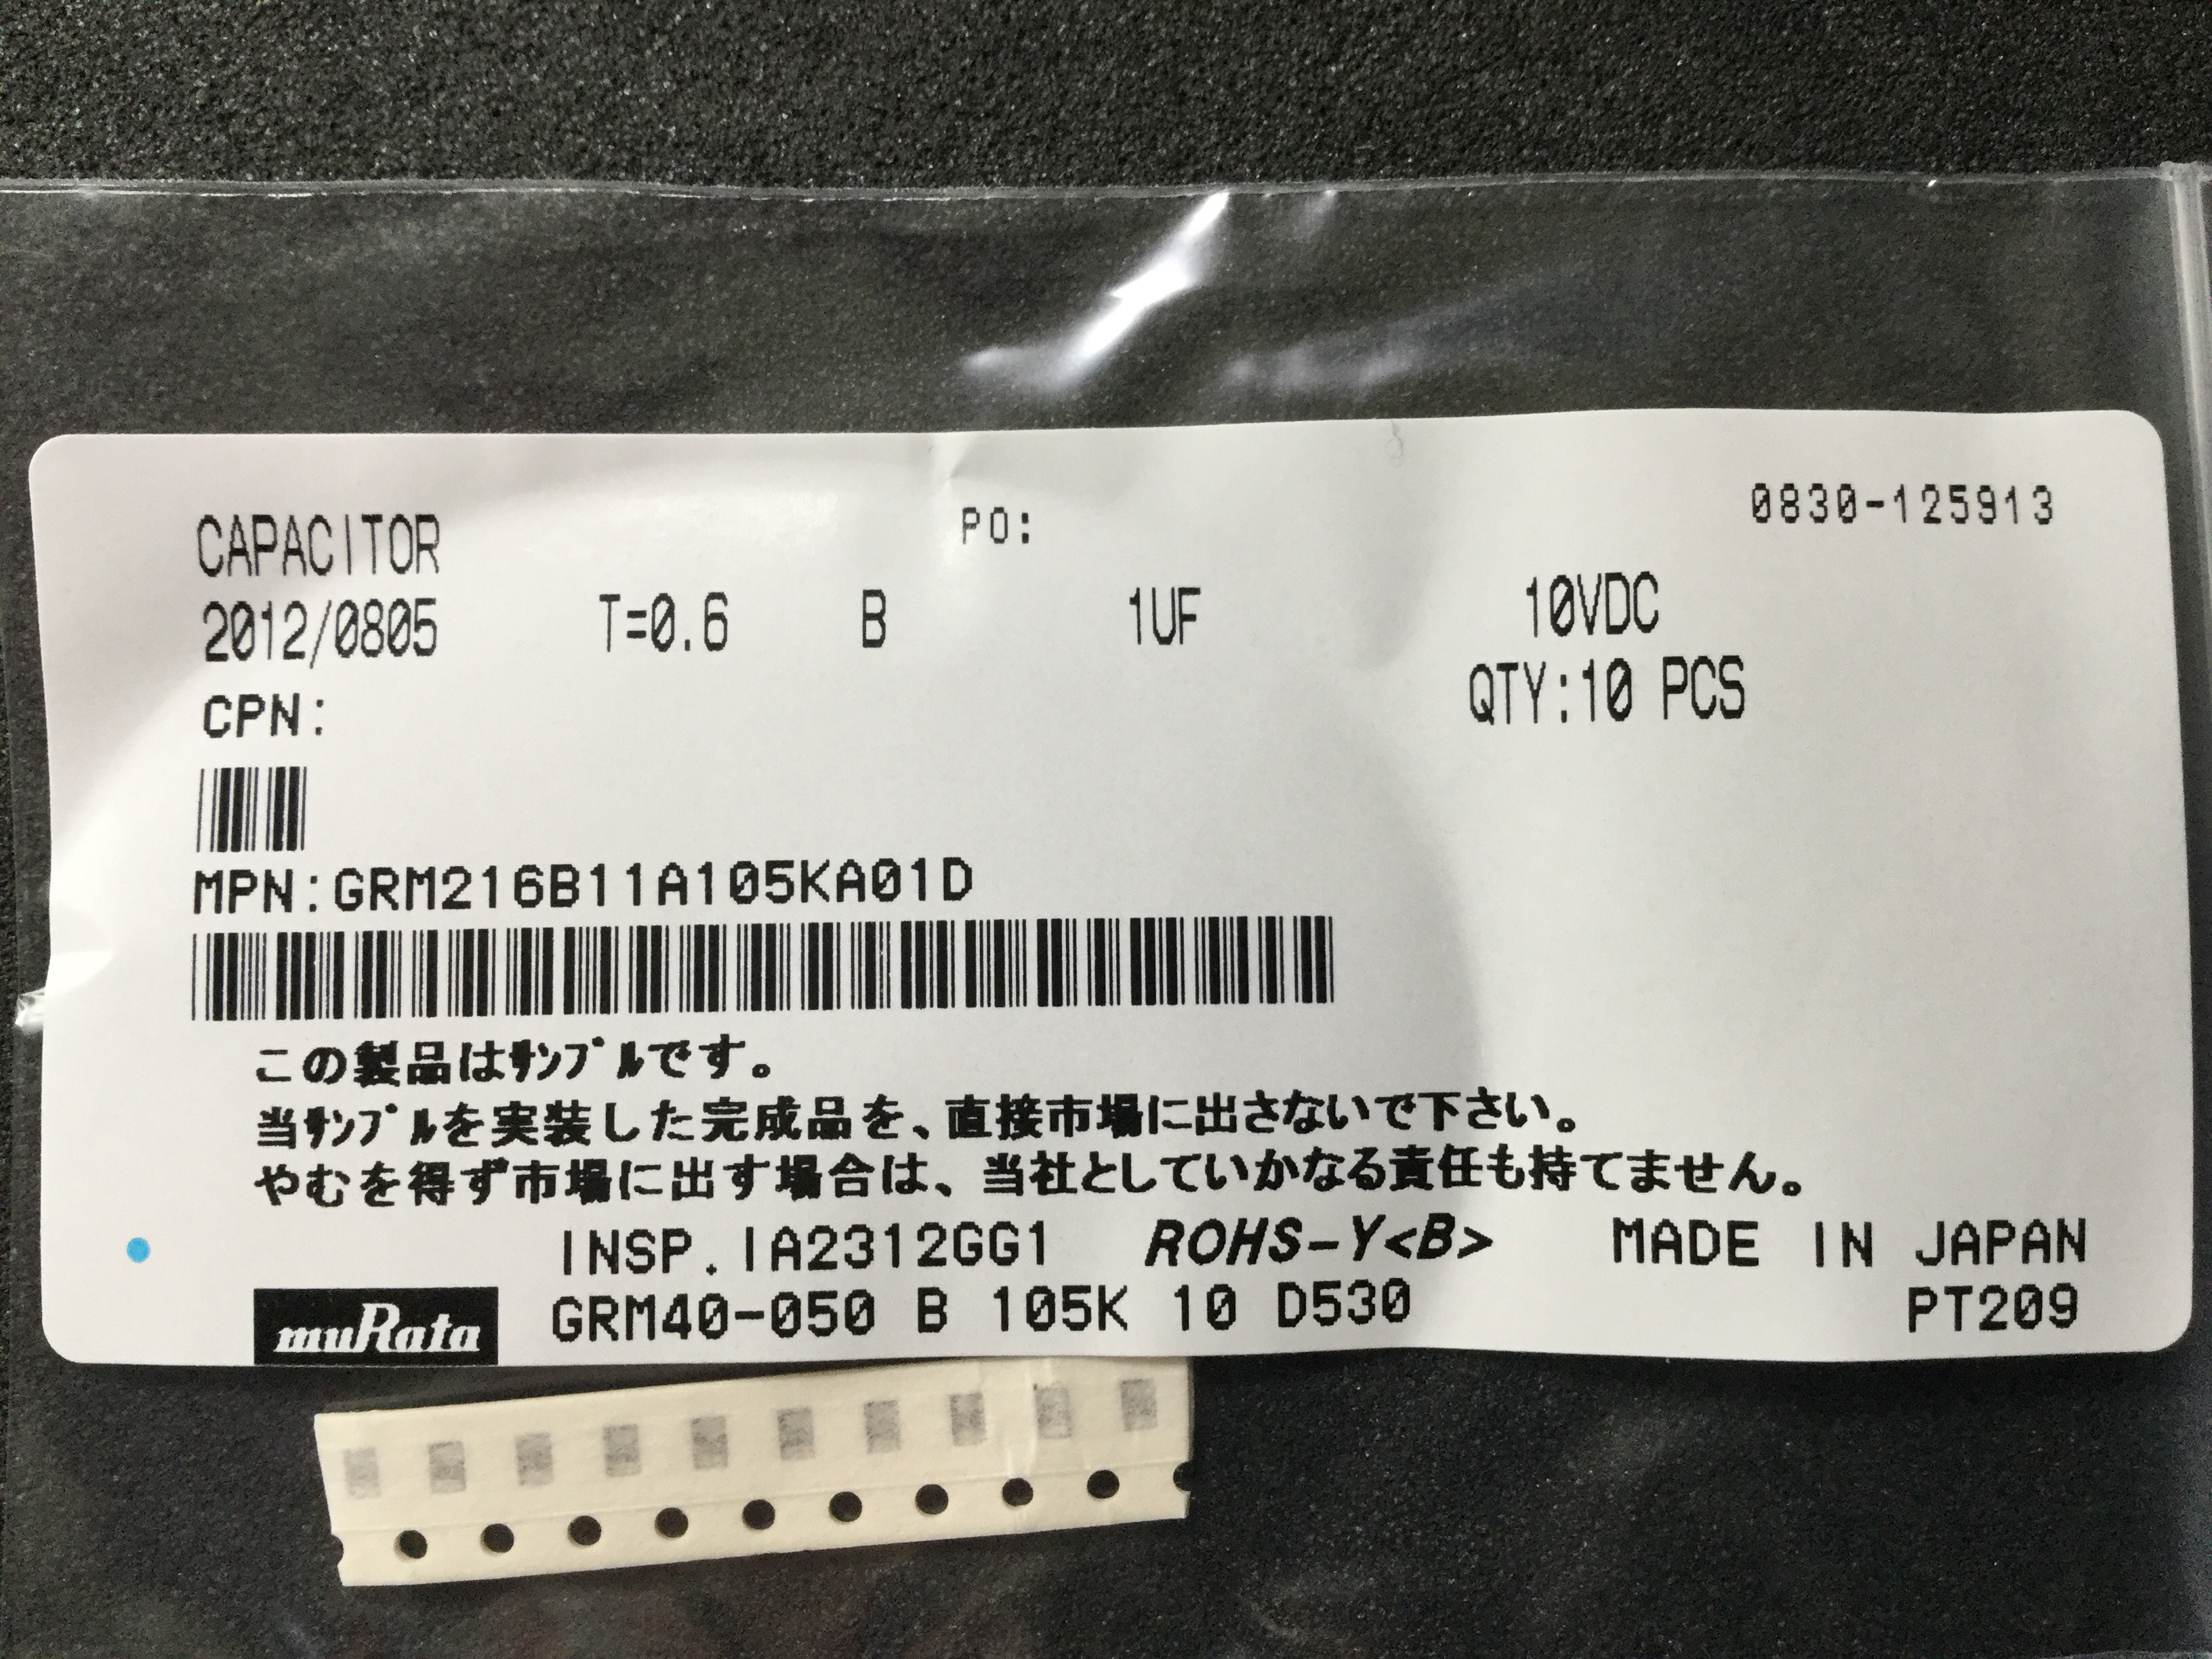 CAPACITOR PO: 0830-125913
2012/0805 T=0.6 B 1UF 10VDC
CPN: QTY:10 PCS
MPN:GRM216B11A105KA01D
この製品はｻﾝﾌﾟﾙです。
当ｻﾝﾌﾟﾙを実装した完成品を、直接市場に出さないで下さい。
やむを得ず市場に出す場合は、当社としていかなる責任も持てません。
INSP.IA2312GG1 ROHS-Y<B> MADE IN JAPAN
muRata GRM40-050 B 105K 10 D530 PT209